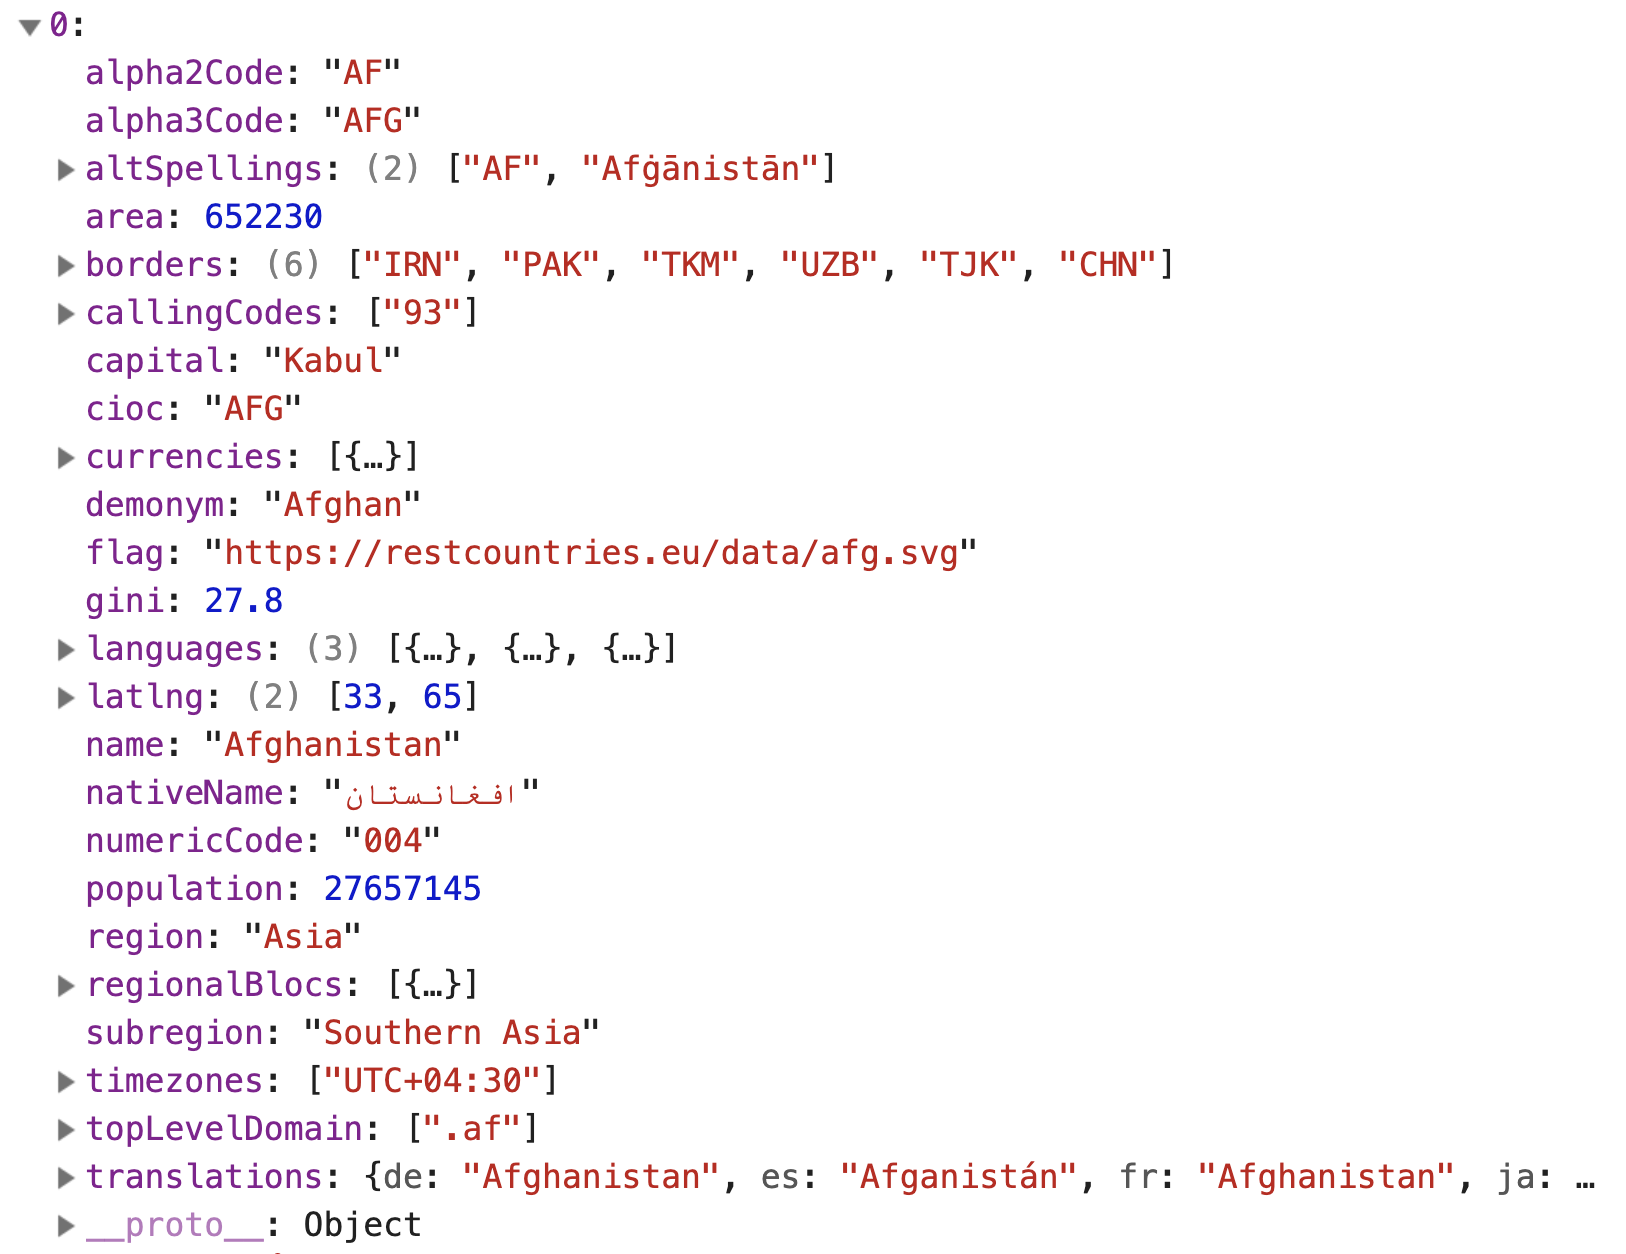 0:
alpha2Code: "AF"
alpha3Code: "AFG"
altSpellings: (2) ["AF", "Afġānistān"]
area: 652230
borders: (6) ["IRN", "PAK", "TKM", "UZB", "TJK", "CHN"]
callingCodes: ["93"]
capital: "Kabul"
cioc: "AFG"
currencies: [{…}]
demonym: "Afghan"
flag: "https://restcountries.eu/data/afg.svg"
gini: 27.8
languages: (3) [{…}, {…}, {…}]
latlng: (2) [33, 65]
name: "Afghanistan"
nativeName: "افغانستان"
numericCode: "004"
population: 27657145
region: "Asia"
regionalBlocs: [{…}]
subregion: "Southern Asia"
timezones: ["UTC+04:30"]
topLevelDomain: [".af"]
translations: {de: "Afghanistan", es: "Afganistán", fr: "Afghanistan", ja: …
__proto__: Object